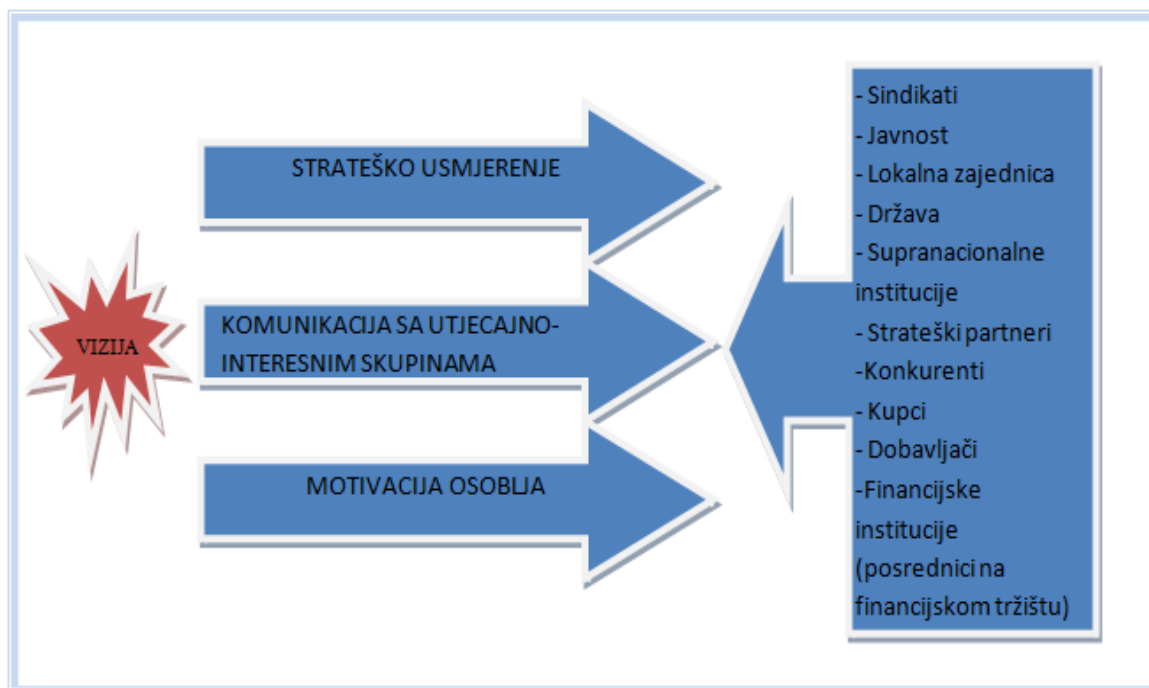 VIZIJA
STRATEŠKO USMJERENJE
KOMUNIKACIJA SA UTJECAJNO-
INTERESNIM SKUPINAMA
MOTIVACIJA OSOBLJA
- Sindikati
- Javnost
- Lokalna zajednica
- Država
- Supranacionalne
institucije
- Strateški partneri
-Konkurenti
- Kupci
- Dobavljači
-Financijske
institucije
(posrednici na
financijskom tržištu)